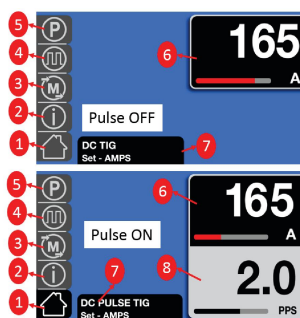 5
P
4
3
M
2
i
1
6
165
A
Pulse OFF
DC TIG
Set - AMPS
7
5
P
4
3
M
2
i
1
6
165
A
Pulse ON
7
8
2.0
PPS
DC PULSE TIG
Set - AMPS